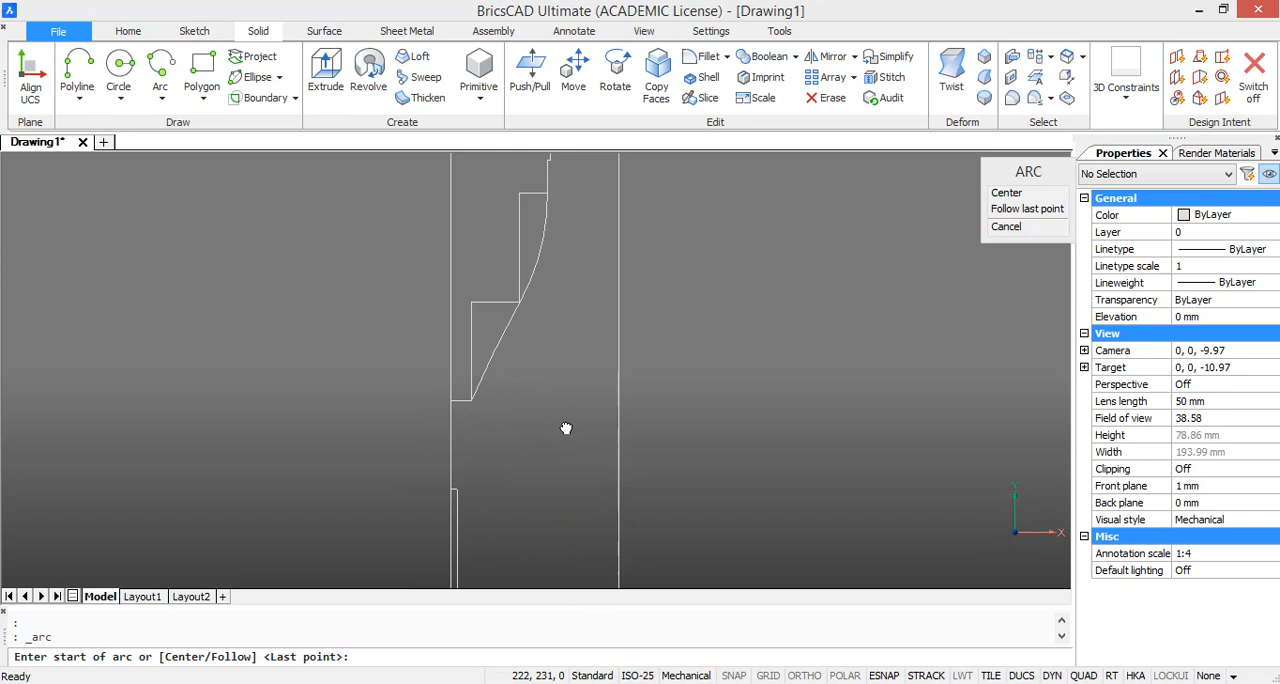 BricsCAD Ultimate (ACADEMIC License) - [Drawing1]
File Home Sketch Solid Surface Sheet Metal Assembly Annotate View Settings Tools
Align UCS
Polyline
Circle
Arc
Polygon
Project
Ellipse
Boundary
Extrude
Revolve
Loft
Sweep
Thicken
Primitive
Push/Pull
Move
Rotate
Copy Faces
Fillet
Shell
Slice
Boolean
Imprint
Scale
Mirror
Array
Erase
Simplify
Stitch
Audit
Twist
3D Constraints
Switch off
Plane Draw Create Edit Deform Select Design Intent
Drawing1*
Properties Render Materials
No Selection
ARC
Center
Follow last point
Cancel
General
Color ByLayer
Layer 0
Linetype ByLayer
Linetype scale 1
Lineweight ByLayer
Transparency ByLayer
Elevation 0 mm
View
Camera 0, 0, -9.97
Target 0, 0, -10.97
Perspective Off
Lens length 50 mm
Field of view 38.58
Height 78.86 mm
Width 193.99 mm
Clipping Off
Front plane 1 mm
Back plane 0 mm
Visual style Mechanical
Misc
Annotation scale 1:4
Default lighting Off
Y
X
Model Layout1 Layout2 +
:
: _arc
Enter start of arc or [Center/Follow] <Last point>:
Ready 222, 231, 0 Standard ISO-25 Mechanical SNAP GRID ORTHO POLAR ESNAP STRACK LWT TILE DUCS DYN QUAD RT HKA LOCKUI None